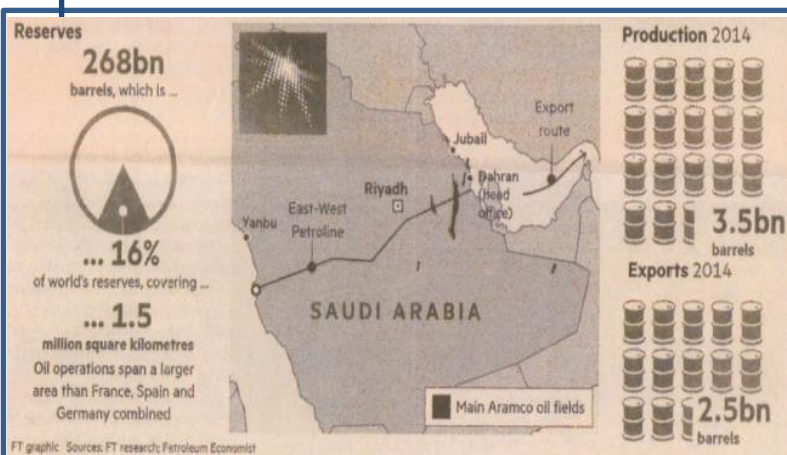 Reserves
268bn
barrels, which is ...
... 16%
of world's reserves, covering ...
... 1.5
million square kilometres
Oil operations span a larger
area than France, Spain and
Germany combined
Export
route
Jubail
Dahran
(head
office)
Riyadh
East-West
Petroline
Yanbu
SAUDI ARABIA
Main Aramco oil fields
Production 2014
3.5bn
barrels
Exports 2014
2.5bn
barrels
FT graphic Sources: FT research; Petroleum Economist